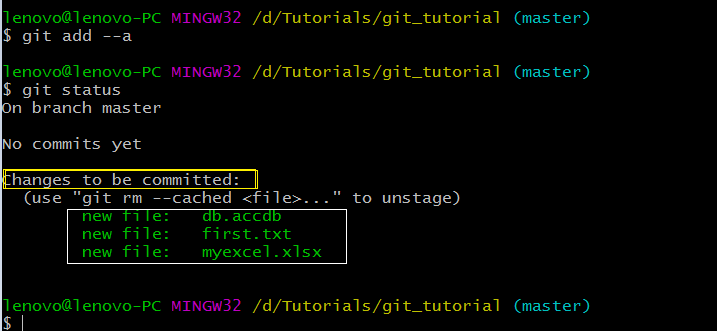 lenovo@lenovo-PC MINGW32 /d/Tutorials/git_tutorial (master)
$ git add --a
lenovo@lenovo-PC MINGW32 /d/Tutorials/git_tutorial (master)
$ git status
On branch master
No commits yet
Changes to be committed:
(use "git rm --cached <file>..." to unstage)
new file:   db.accdb
new file:   first.txt
new file:   myexcel.xlsx
lenovo@lenovo-PC MINGW32 /d/Tutorials/git_tutorial (master)
$